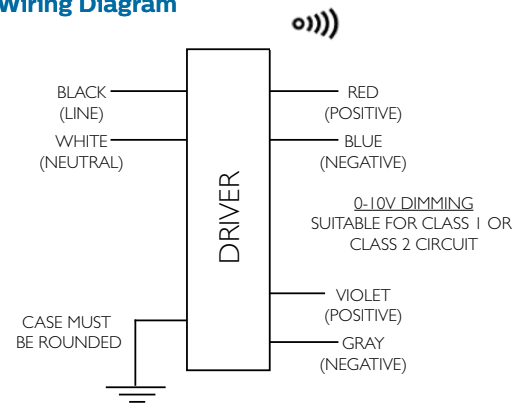 Wiring Diagram
BLACK
(LINE)
WHITE
(NEUTRAL)
CASE MUST
BE ROUNDED
DRIVER
RED
(POSITIVE)
BLUE
(NEGATIVE)
0-10V DIMMING
SUITABLE FOR CLASS I OR
CLASS 2 CIRCUIT
VIOLET
(POSITIVE)
GRAY
(NEGATIVE)